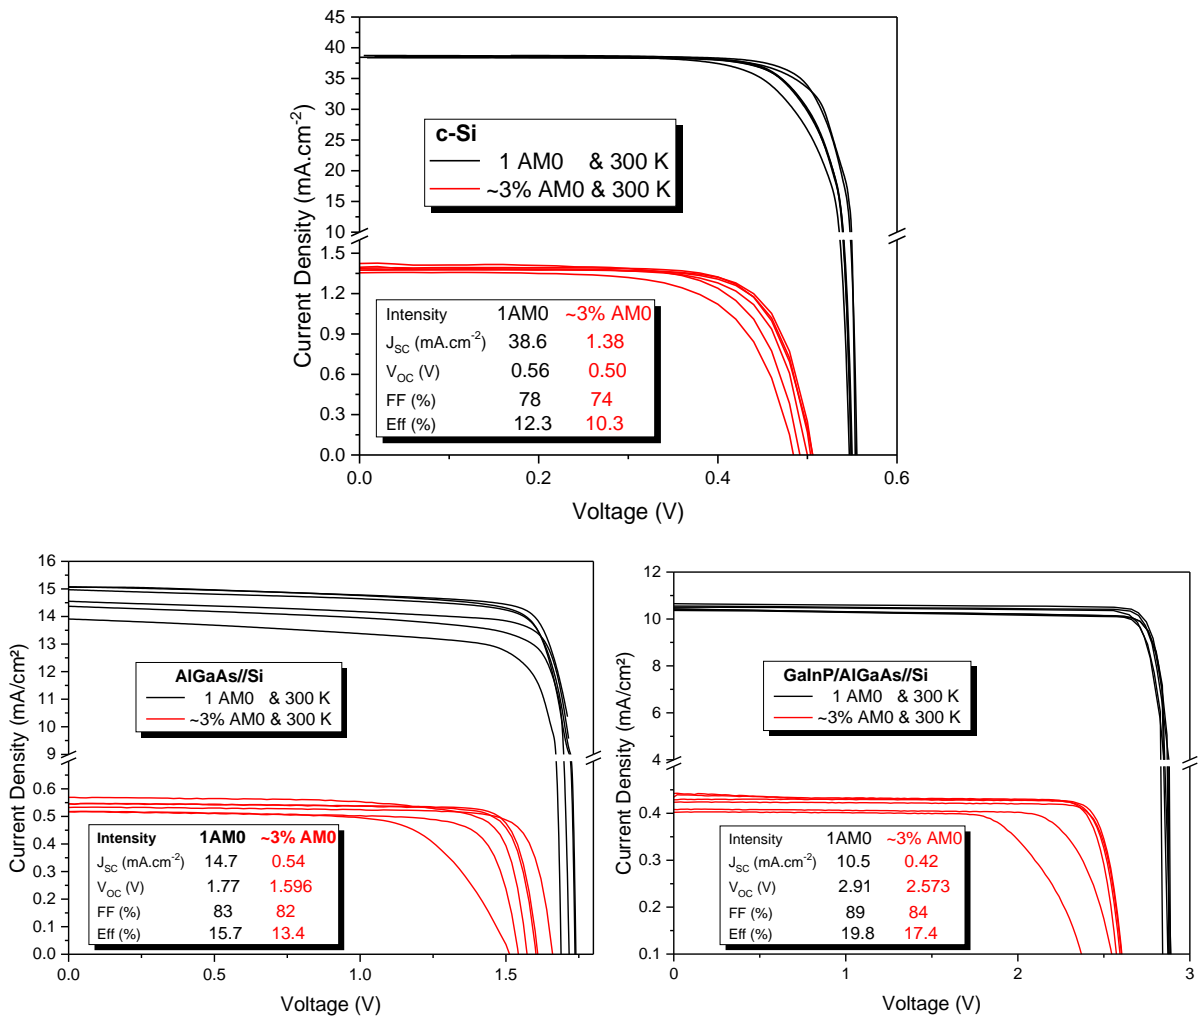 45
40
35
30
25
20
15
10
1.5
1.2
0.9
0.6
0.3
0.0
Current Density (mA.cm-2)
c-Si
1 AM0 & 300 K
~3% AM0 & 300 K
Intensity 1AM0 ~3% AM0
JSC (mA.cm-2) 38.6 1.38
VOC (V) 0.56 0.50
FF (%) 78 74
Eff (%) 12.3 10.3
0.0 0.2 0.4 0.6
Voltage (V)
16
15
14
13
12
11
10
9
0.6
0.5
0.4
0.3
0.2
0.1
0.0
Current Density (mA/cm²)
AlGaAs//Si
1 AM0 & 300 K
~3% AM0 & 300 K
Intensity 1AM0 ~3% AM0
JSC (mA.cm-2) 14.7 0.54
VOC (V) 1.77 1.596
FF (%) 83 82
Eff (%) 15.7 13.4
0.0 0.5 1.0 1.5
Voltage (V)
12
10
8
6
4
0.4
0.3
0.2
0.1
Current Density (mA/cm²)
GaInP/AlGaAs//Si
1 AM0 & 300 K
~3% AM0 & 300 K
Intensity 1AM0 ~3% AM0
JSC (mA.cm-2) 10.5 0.42
VOC (V) 2.91 2.573
FF (%) 89 84
Eff (%) 19.8 17.4
0 1 2 3
Voltage (V)